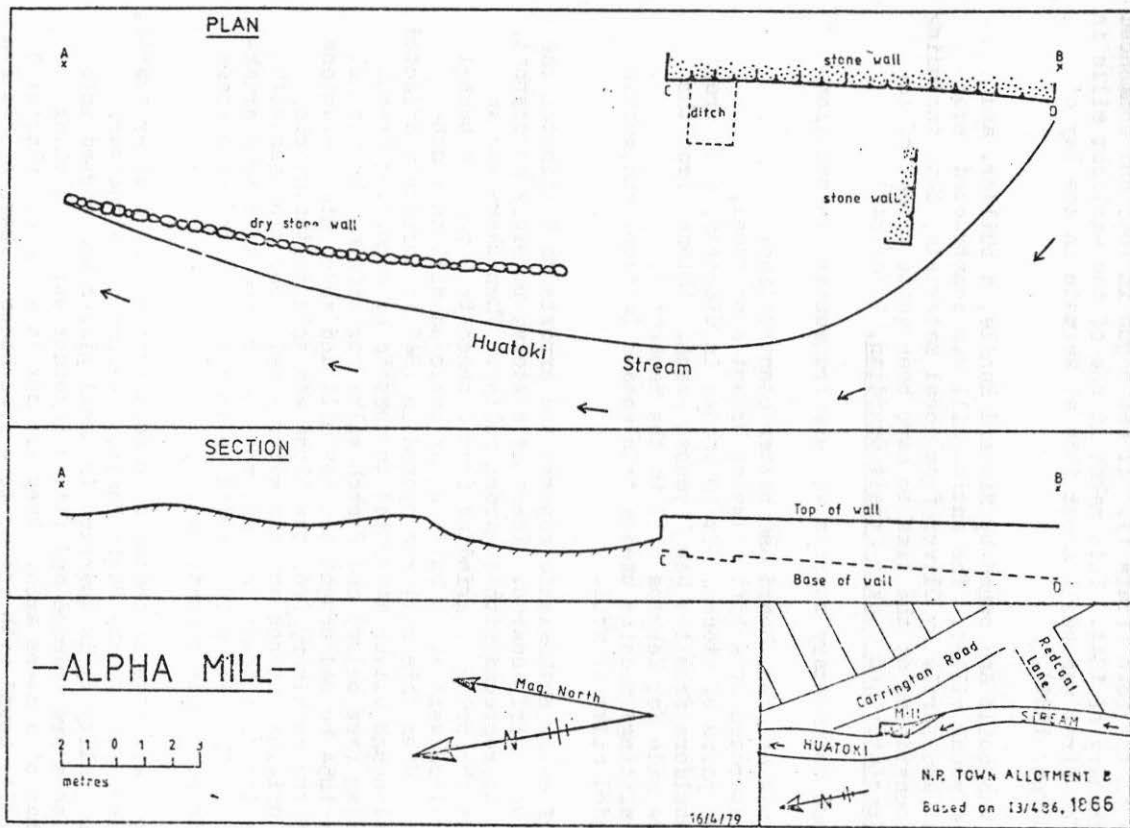 PLAN
A
x
B
x
stone wall
C
D
ditch
stone wall
dry stone wall
Huatoki
Stream
SECTION
A
x
B
x
Top of wall
C
Base of wall
D
ALPHA MILL
Mag. North
N
2 1 0 1 2 3
metres
16/4/79
Carrington Road
Redcoat
Lane
Mill
STREAM
HUATOKI
N
N.P. TOWN ALLOTMENT E
Based on 13/486, 1866